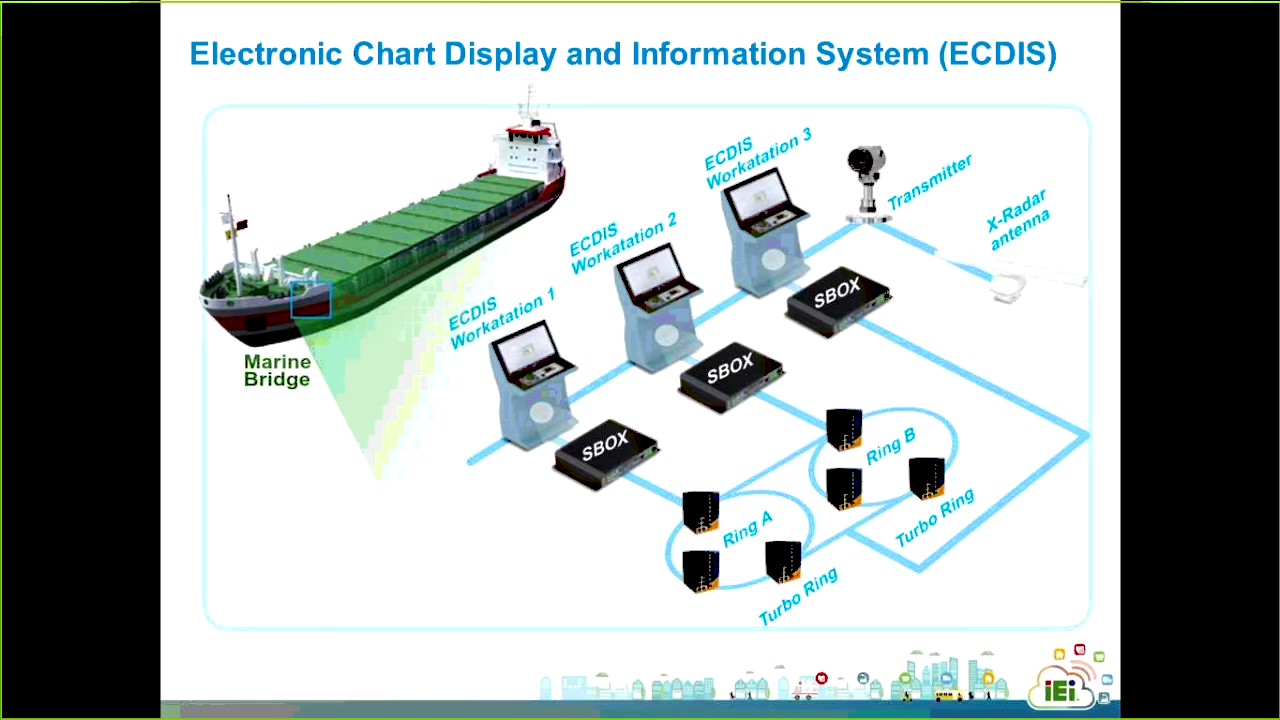 Electronic Chart Display and Information System (ECDIS)
ECDIS
Workatation 3
Transmitter
X-Radar
antenna
ECDIS
Workatation 2
SBOX
ECDIS
Workatation 1
Marine
Bridge
SBOX
SBOX
Ring B
Ring A
Turbo Ring
Turbo Ring
iEi